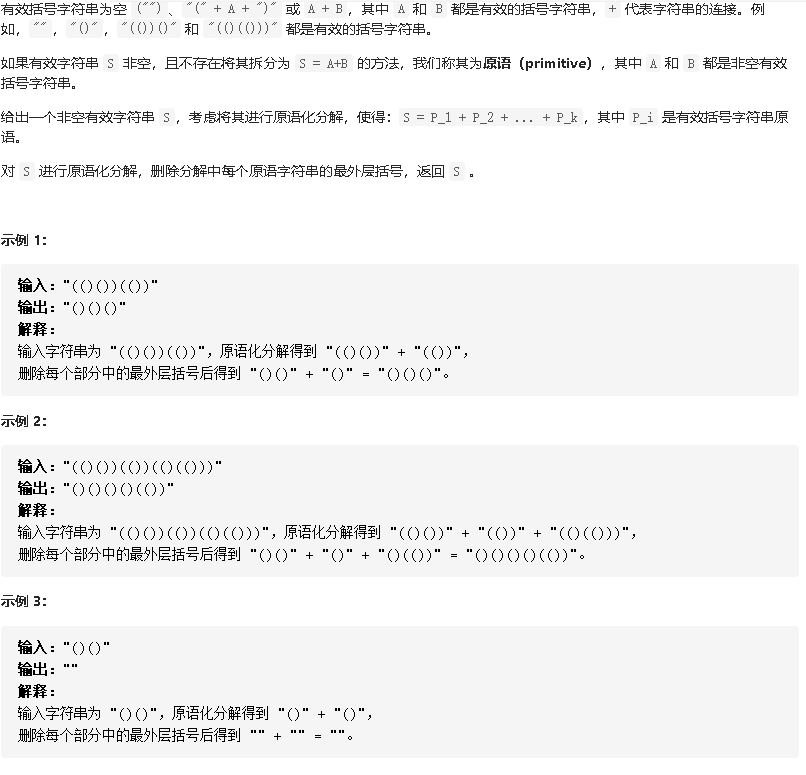 有效括号字符串为空 ("")、"(" + A + ")" 或 A + B，其中 A 和 B 都是有效的括号字符串，+ 代表字符串的连接。例
如，""，"()"，"(())()" 和 "(()(()))" 都是有效的括号字符串。
如果有效字符串 S 非空，且不存在将其拆分为 S = A+B 的方法，我们称其为原语（primitive），其中 A 和 B 都是非空有效
括号字符串。
给出一个非空有效字符串 S，考虑将其进行原语化分解，使得：S = P_1 + P_2 + ... + P_k，其中 P_i 是有效括号字符串原
语。
对 S 进行原语化分解，删除分解中每个原语字符串的最外层括号，返回 S 。
示例 1：
输入："(()())(())"
输出："()()()"
解释：
输入字符串为 "(()())(())"，原语化分解得到 "(()())" + "(())"，
删除每个部分中的最外层括号后得到 "()()" + "()" = "()()()"。
示例 2：
输入："(()())(())(()(()))"
输出："()()()()(())"
解释：
输入字符串为 "(()())(())(()(()))"，原语化分解得到 "(()())" + "(())" + "(()(()))"，
删除每个部分中的最外层括号后得到 "()()" + "()" + "()(())" = "()()()()(())"。
示例 3：
输入："()()"
输出：""
解释：
输入字符串为 "()()"，原语化分解得到 "()" + "()"，
删除每个部分中的最外层括号后得到 "" + "" = ""。